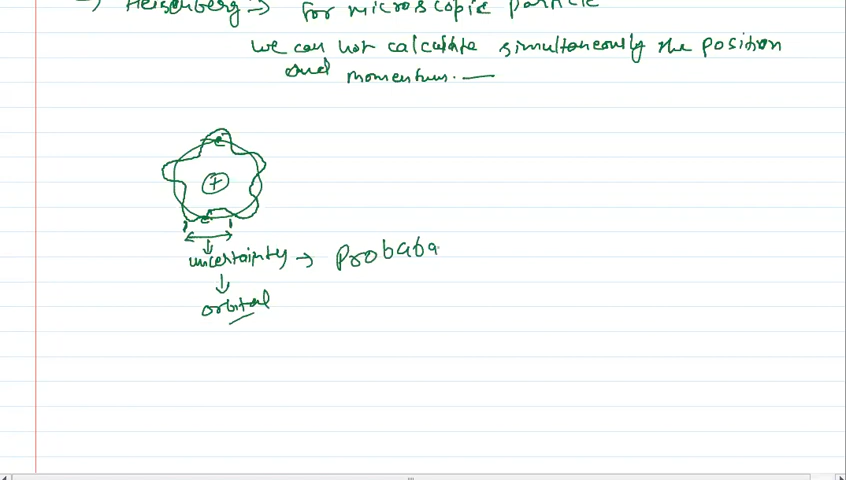 → Heisenberg → For microscopic particle
we can not calculate simultaneously the position
and momentum. —
e⁻
+
e⁻
uncertainty → Probaba
↓
orbital